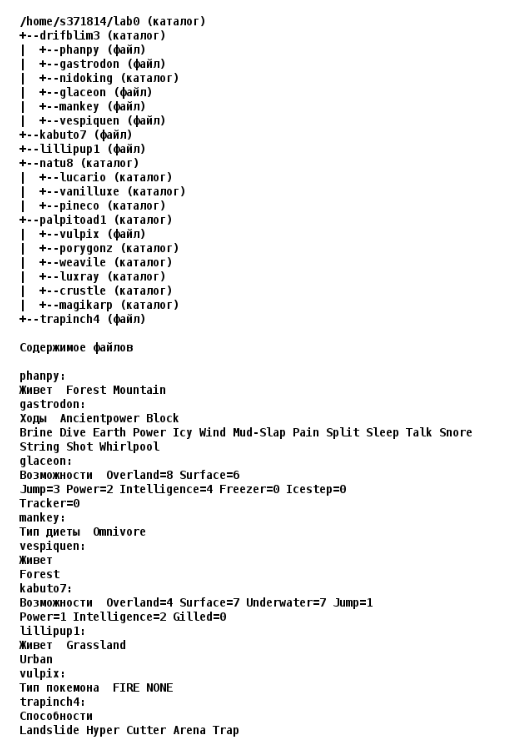 /home/s371814/lab0 (каталог)
+--drifblim3 (каталог)
|  +--phanpy (файл)
|  +--gastrodon (файл)
|  +--nidoking (каталог)
|  +--glaceon (файл)
|  +--mankey (файл)
|  +--vespiquen (файл)
+--kabuto7 (файл)
+--lillipup1 (файл)
+--natu8 (каталог)
|  +--lucario (каталог)
|  +--vanilluxe (каталог)
|  +--pineco (каталог)
+--palpitoad1 (каталог)
|  +--vulpix (файл)
|  +--porygonz (каталог)
|  +--weavile (каталог)
|  +--luxray (каталог)
|  +--crustle (каталог)
|  +--magikarp (каталог)
+--trapinch4 (файл)
Содержимое файлов
phanpy:
Живет  Forest Mountain
gastrodon:
Ходы  Ancientpower Block
Brine Dive Earth Power Icy Wind Mud-Slap Pain Split Sleep Talk Snore
String Shot Whirlpool
glaceon:
Возможности  Overland=8 Surface=6
Jump=3 Power=2 Intelligence=4 Freezer=0 Icestep=0
Tracker=0
mankey:
Тип диеты  Omnivore
vespiquen:
Живет
Forest
kabuto7:
Возможности  Overland=4 Surface=7 Underwater=7 Jump=1
Power=1 Intelligence=2 Gilled=0
lillipup1:
Живет  Grassland
Urban
vulpix:
Тип покемона  FIRE NONE
trapinch4:
Способности
Landslide Hyper Cutter Arena Trap